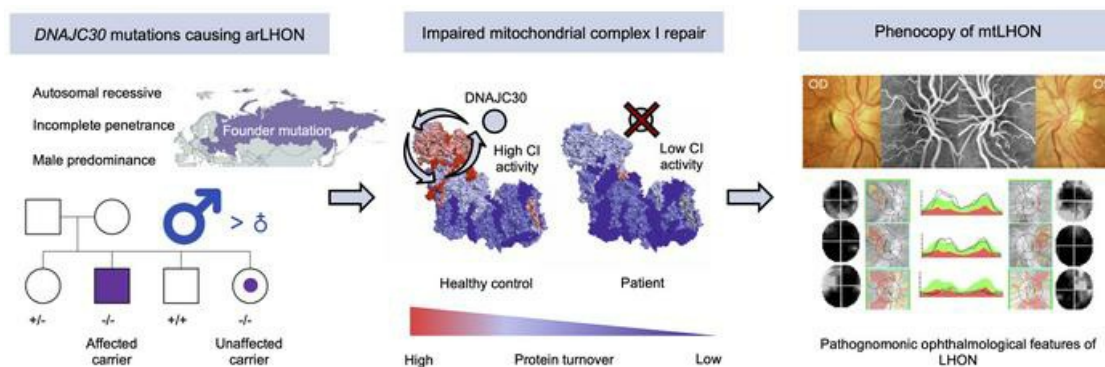 DNAJC30 mutations causing arLHON
Autosomal recessive
Incomplete penetrance
Male predominance
Founder mutation
>
+/-
-/-
+/+
-/-
Affected
carrier
Unaffected
carrier
Impaired mitochondrial complex I repair
DNAJC30
High CI
activity
Low CI
activity
Healthy control
Patient
High
Protein turnover
Low
Phenocopy of mtLHON
OD
Pathognomonic ophthalmological features of
LHON